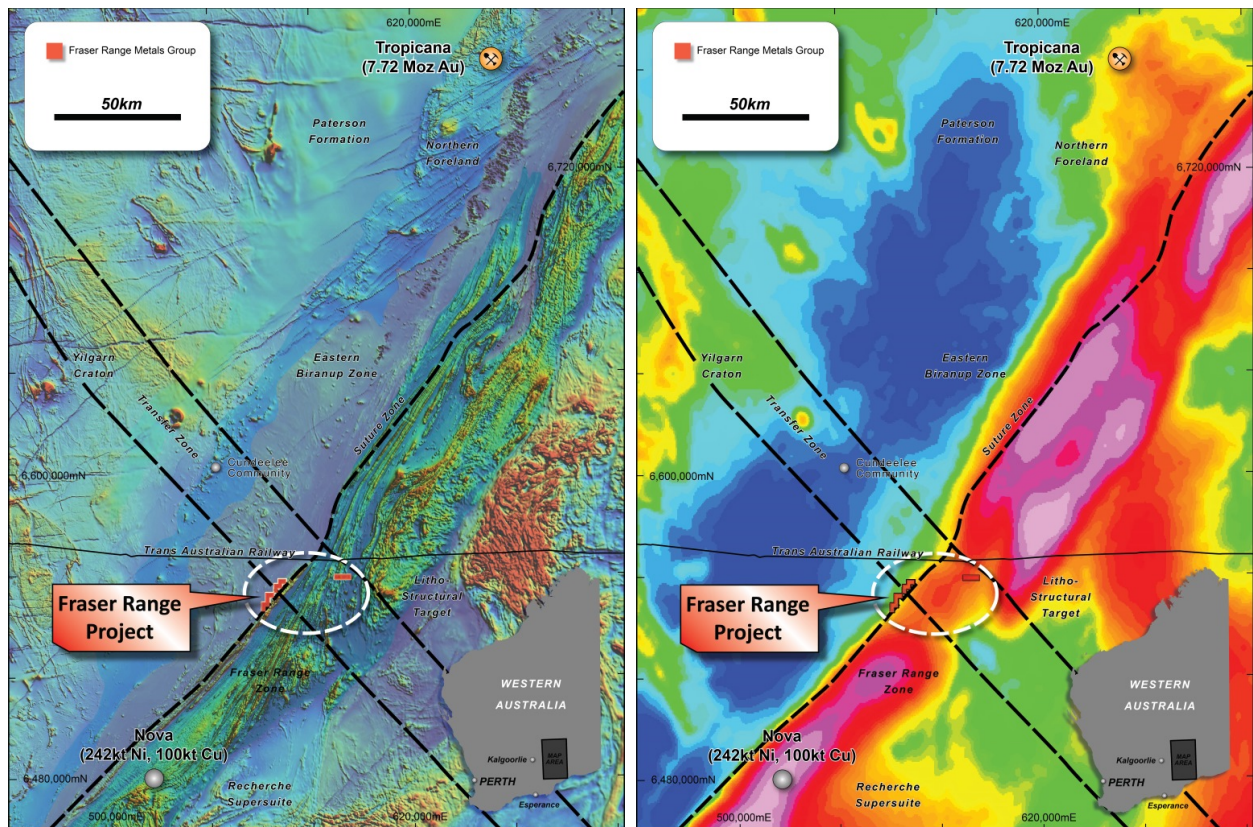 620,000mE
Fraser Range Metals Group
50km
Tropicana
(7.72 Moz Au)
Paterson
Formation
Northern
Foreland
6,720,000mN
Yilgarn
Craton
Eastern
Biranup Zone
Transfer Zone
Suture Zone
Cundeelee
Community
6,600,000mN
Trans Australian Railway
Fraser Range
Project
Litho-
Structural
Target
Fraser Range
Zone
WESTERN
AUSTRALIA
Nova
(242kt Ni, 100kt Cu)
Kalgoorlie
MAP
AREA
6,480,000mN
PERTH
Recherche
Supersuite
Esperance
500,000mE
620,000mE
620,000mE
Fraser Range Metals Group
50km
Tropicana
(7.72 Moz Au)
Paterson
Formation
Northern
Foreland
6,720,000mN
Yilgarn
Craton
Eastern
Biranup Zone
Transfer Zone
Suture Zone
Cundeelee
Community
6,600,000mN
Trans Australian Railway
Fraser Range
Project
Litho-
Structural
Target
Fraser Range
Zone
WESTERN
AUSTRALIA
Nova
(242kt Ni, 100kt Cu)
Kalgoorlie
MAP
AREA
6,480,000mN
PERTH
Recherche
Supersuite
Esperance
500,000mE
620,000mE